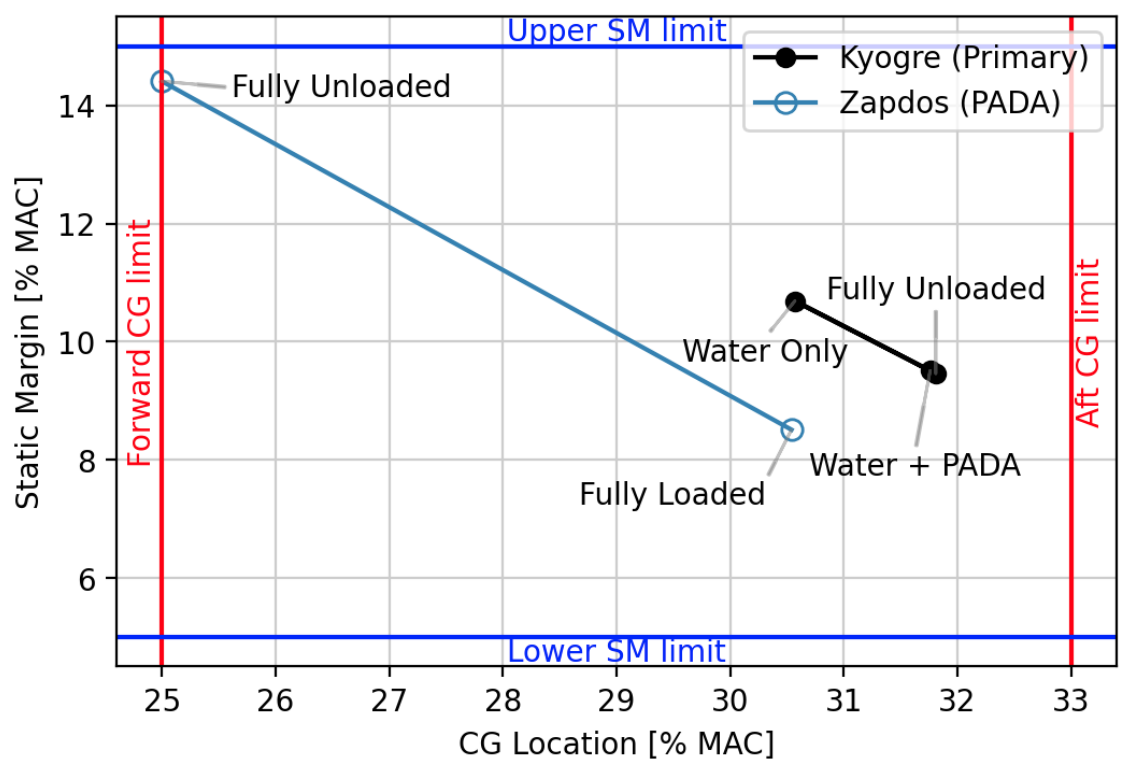 Upper SM limit
Kyogre (Primary)
Zapdos (PADA)
Fully Unloaded
Fully Unloaded
Water Only
Water + PADA
Fully Loaded
Lower SM limit
Forward CG limit
Aft CG limit
Static Margin [% MAC]
14
12
10
8
6
25
26
27
28
29
30
31
32
33
CG Location [% MAC]